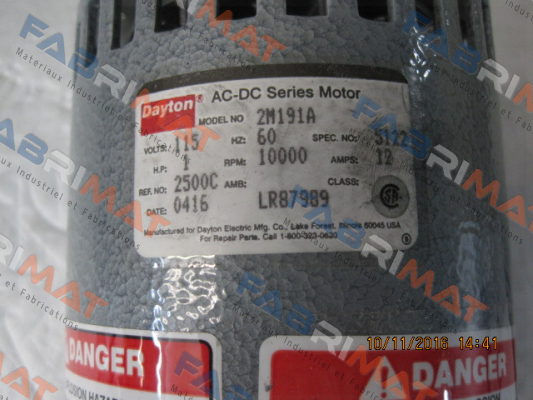 Dayton® AC-DC Series Motor
MODEL NO 2M191A
VOLTS: 115 HZ: 60 SPEC. NO: 5122
H.P: 1 RPM: 10000 AMPS: 12
REF. NO: 2500C AMB: CLASS:
DATE: 0416 LR87989
Manufactured for Dayton Electric Mfg. Co., Lake Forest, Illinois 60045 USA
For Repair Parts, Call 1-800-323-0620
10/11/2016 14:41
DANGER DANGER
FABRIMAT
Materiaux Industriel et Fabrications